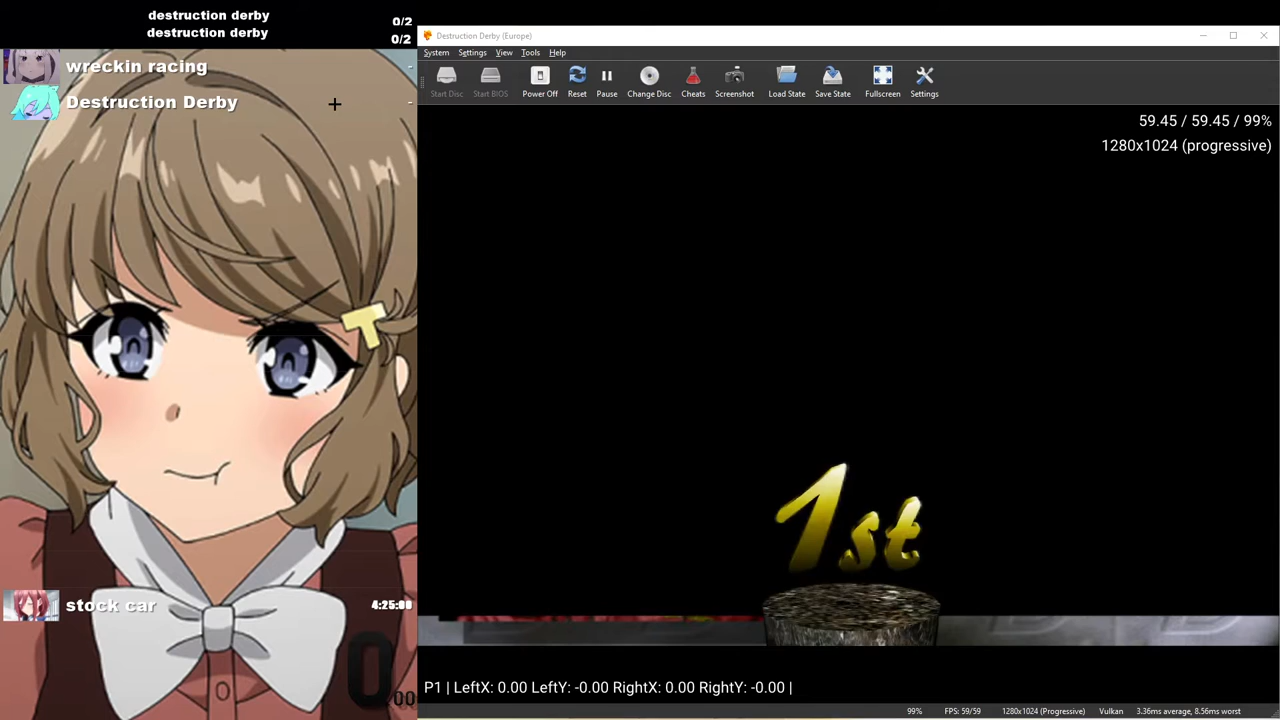 destruction derby
0/2
destruction derby
0/2
wreckin racing
-
Destruction Derby
-
stock car
4:25:00
Destruction Derby (Europe)
System Settings View Tools Help
Start Disc Start BIOS Power Off Reset Pause Change Disc Cheats Screenshot Load State Save State Fullscreen Settings
59.45 / 59.45 / 99%
1280x1024 (progressive)
1st
P1 | LeftX: 0.00 LeftY: -0.00 RightX: 0.00 RightY: -0.00 |
99% FPS: 59/59 1280x1024 (Progressive) Vulkan 3.36ms average, 8.56ms worst